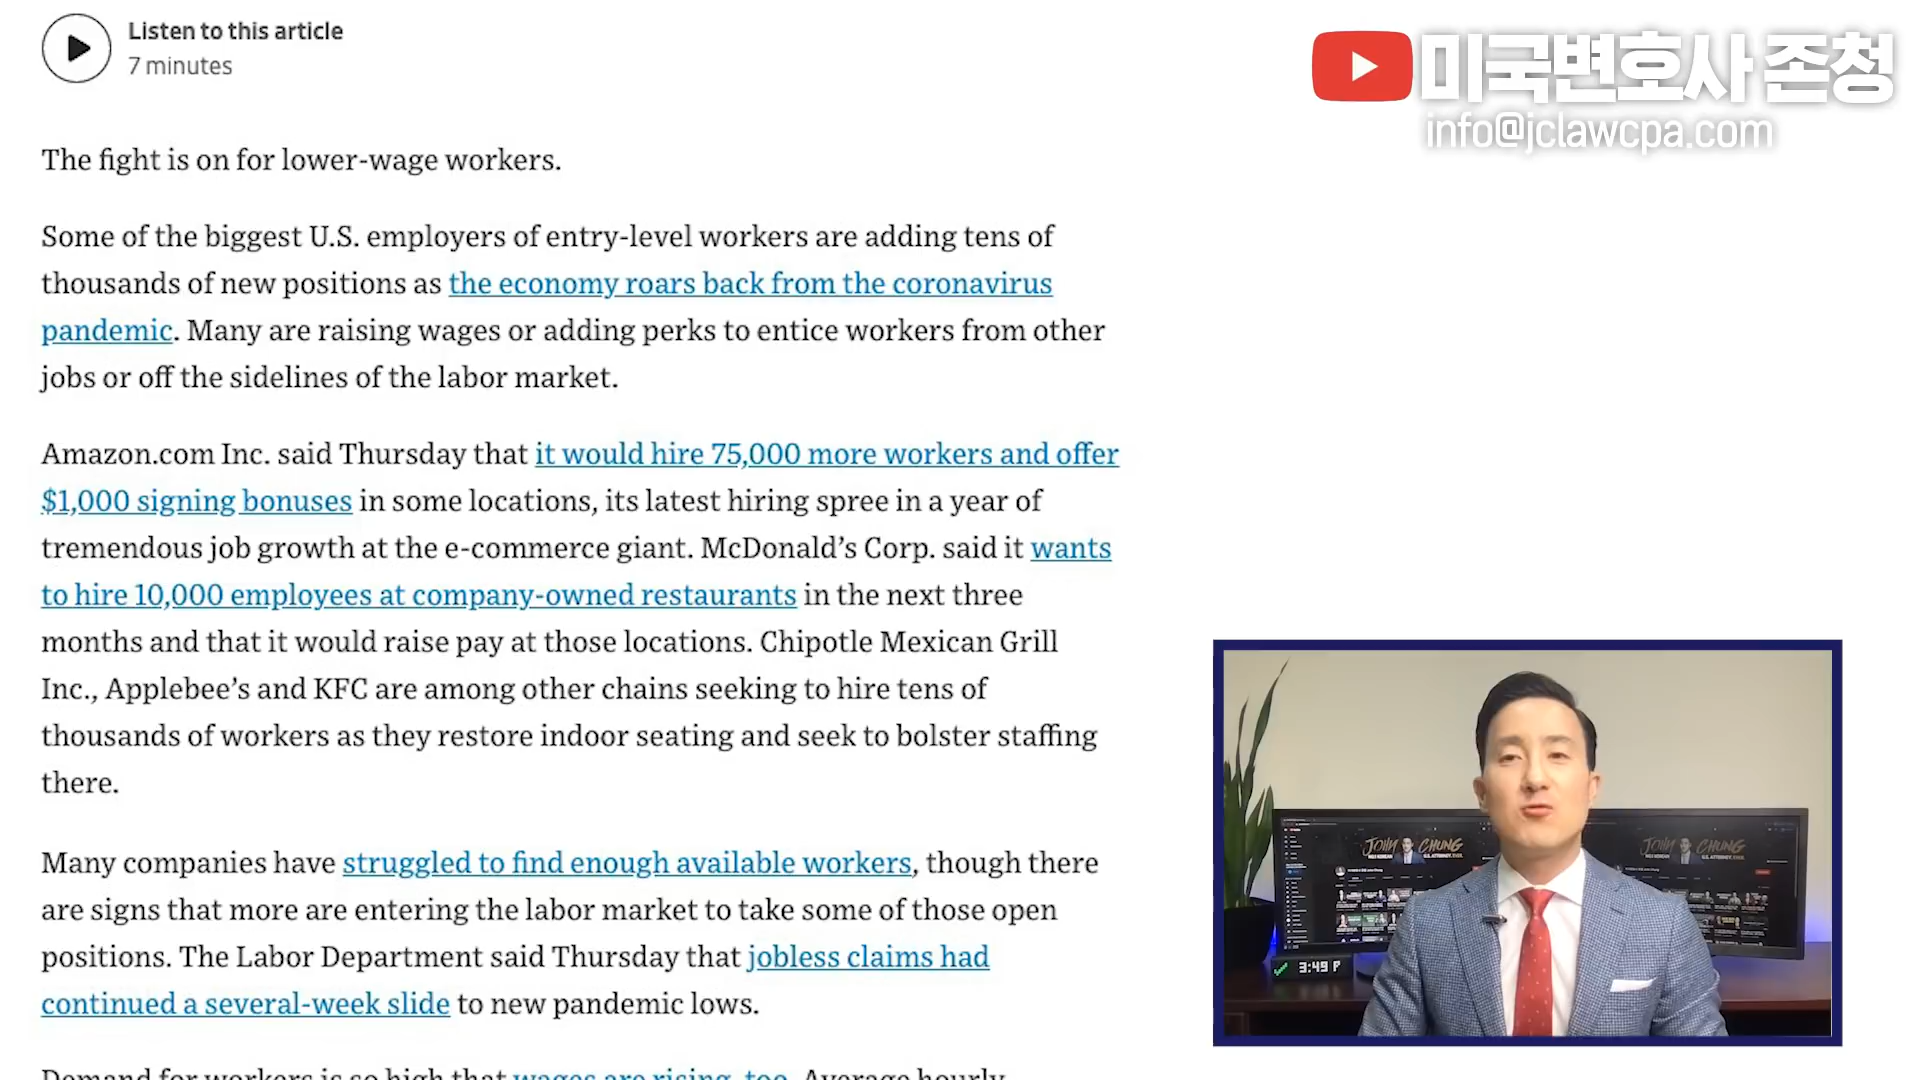 Listen to this article
7 minutes
미국변호사 존청
info@jclawcpa.com
The fight is on for lower-wage workers.
Some of the biggest U.S. employers of entry-level workers are adding tens of
thousands of new positions as the economy roars back from the coronavirus
pandemic. Many are raising wages or adding perks to entice workers from other
jobs or off the sidelines of the labor market.
Amazon.com Inc. said Thursday that it would hire 75,000 more workers and offer
$1,000 signing bonuses in some locations, its latest hiring spree in a year of
tremendous job growth at the e-commerce giant. McDonald’s Corp. said it wants
to hire 10,000 employees at company-owned restaurants in the next three
months and that it would raise pay at those locations. Chipotle Mexican Grill
Inc., Applebee’s and KFC are among other chains seeking to hire tens of
thousands of workers as they restore indoor seating and seek to bolster staffing
there.
Many companies have struggled to find enough available workers, though there
are signs that more are entering the labor market to take some of those open
positions. The Labor Department said Thursday that jobless claims had
continued a several-week slide to new pandemic lows.
Demand for workers is so high that wages are rising, too. Average hourly
JOHN CHUNG
JOHN CHUNG
3:49 P